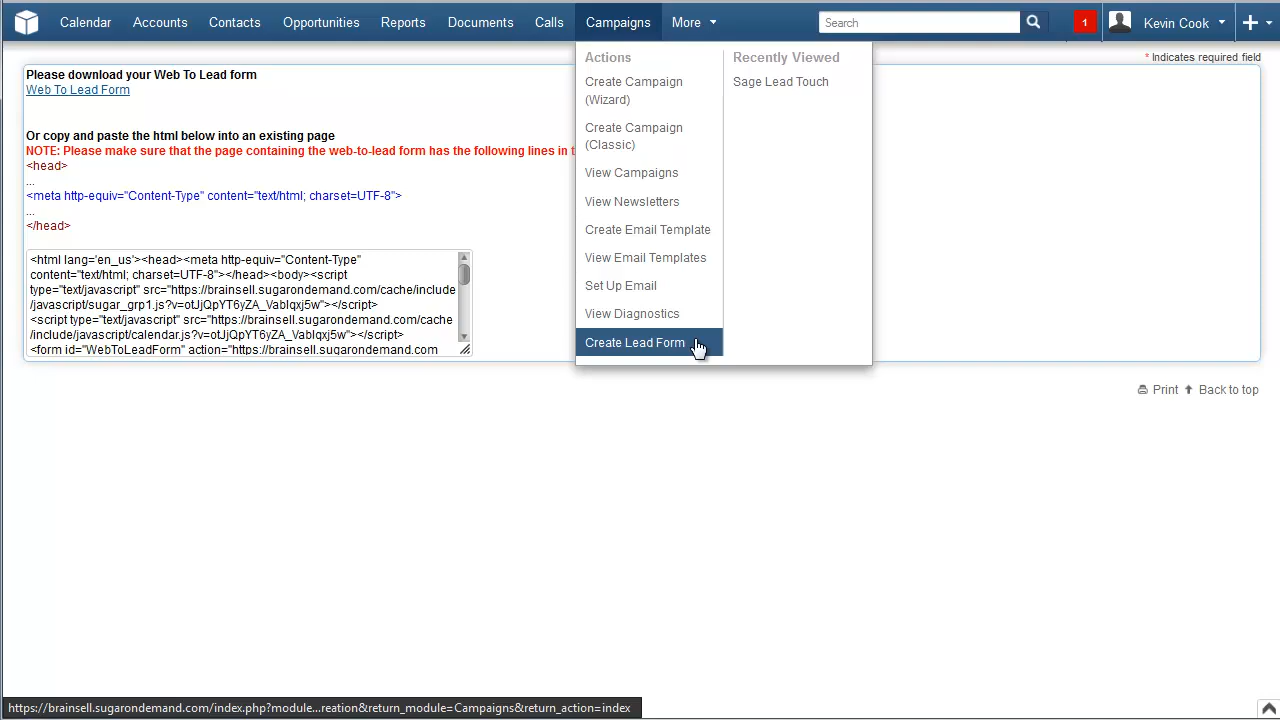 Calendar Accounts Contacts Opportunities Reports Documents Calls Campaigns More Search 1 Kevin Cook
* Indicates required field
Please download your Web To Lead form
Web To Lead Form
Or copy and paste the html below into an existing page
NOTE: Please make sure that the page containing the web-to-lead form has the following lines in t
<head>
...
<meta http-equiv="Content-Type" content="text/html; charset=UTF-8">
...
</head>
<html lang='en_us'><head><meta http-equiv="Content-Type"
content="text/html; charset=UTF-8"></head><body><script
type="text/javascript" src="https://brainsell.sugarondemand.com/cache/include
/javascript/sugar_grp1.js?v=otJjQpYT6yZA_VabIqxj5w"></script>
<script type="text/javascript" src="https://brainsell.sugarondemand.com/cache
/include/javascript/calendar.js?v=otJjQpYT6yZA_VabIqxj5w"></script>
<form id="WebToLeadForm" action="https://brainsell.sugarondemand.com
Actions
Create Campaign
(Wizard)
Create Campaign
(Classic)
View Campaigns
View Newsletters
Create Email Template
View Email Templates
Set Up Email
View Diagnostics
Create Lead Form
Recently Viewed
Sage Lead Touch
Print Back to top
https://brainsell.sugarondemand.com/index.php?module...reation&return_module=Campaigns&return_action=index